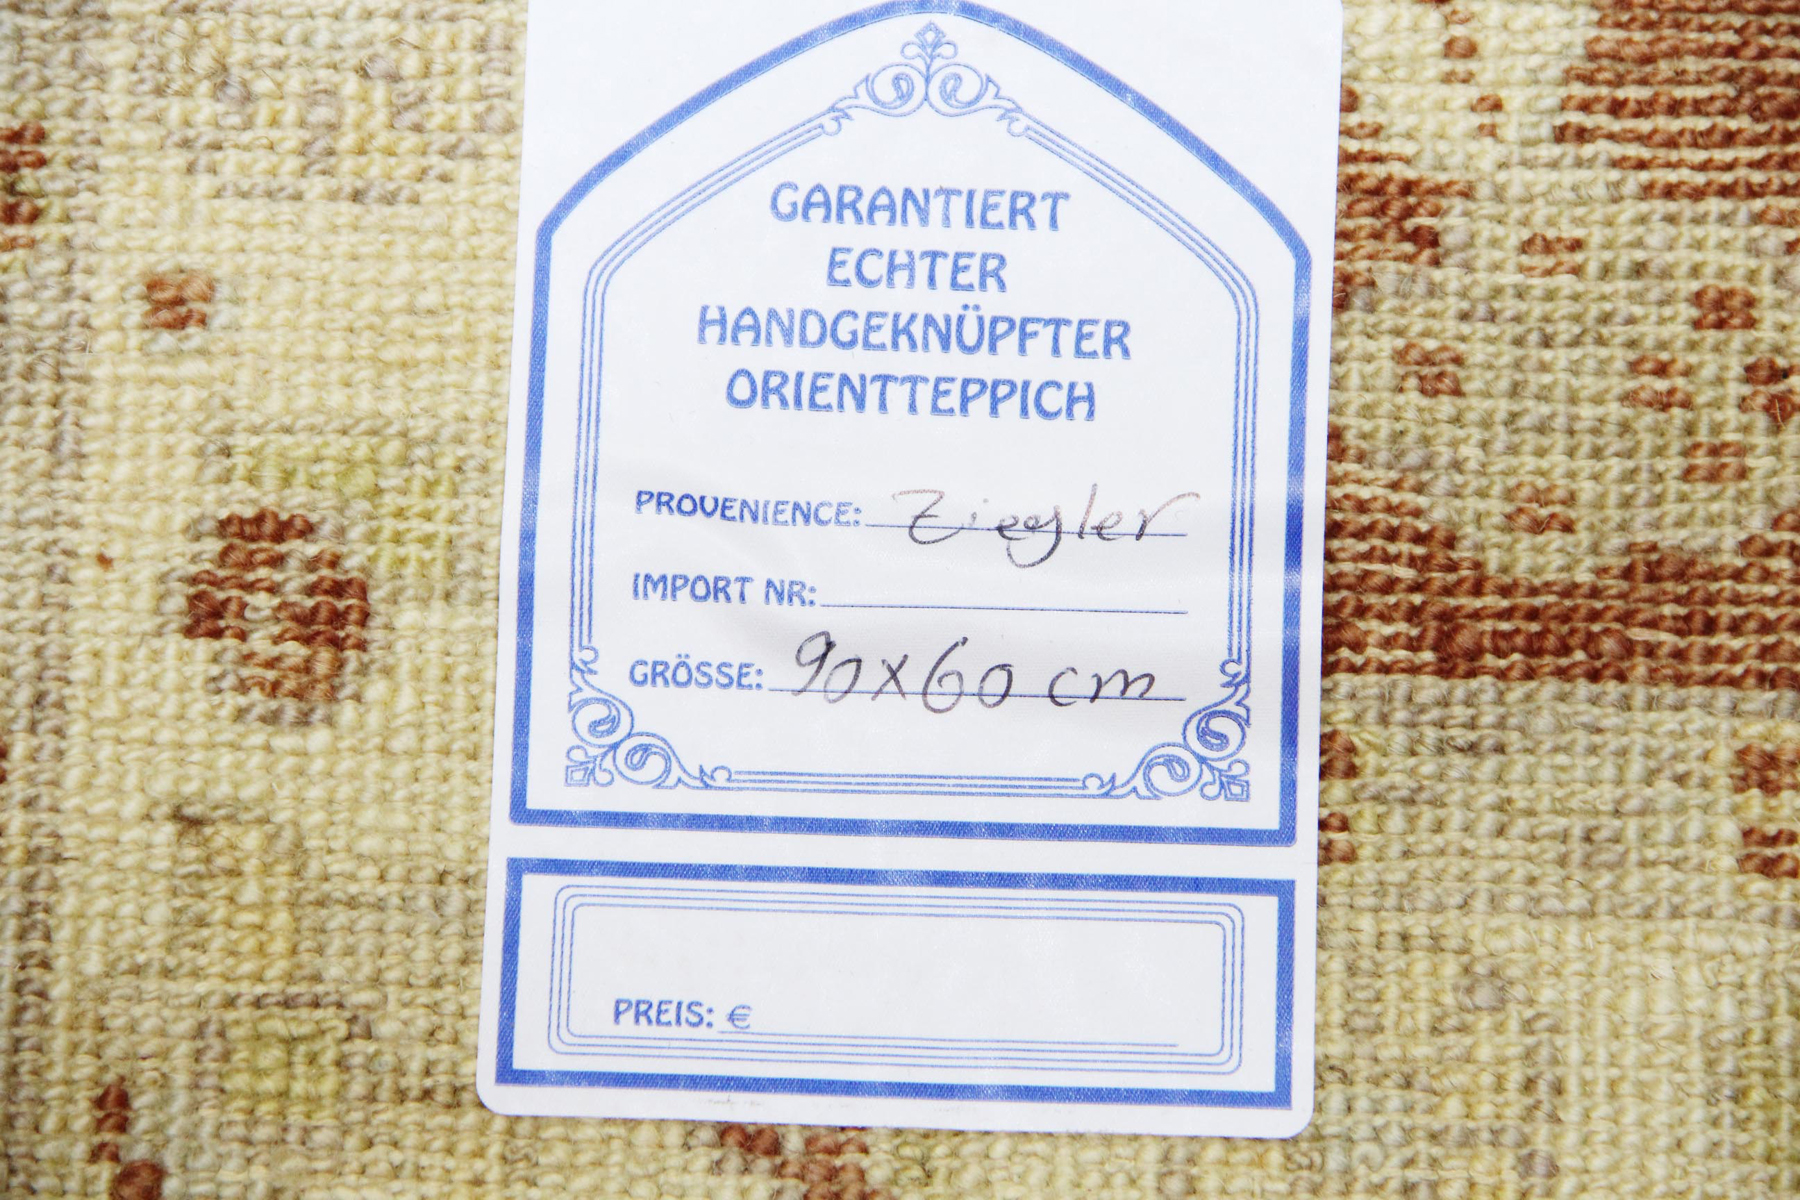 GARANTIERT
ECHTER
HANDGEKNÜPFTER
ORIENTTEPPICH
PROVENIENCE: Ziegler
IMPORT NR:
GRÖSSE: 90x60 cm
PREIS: €